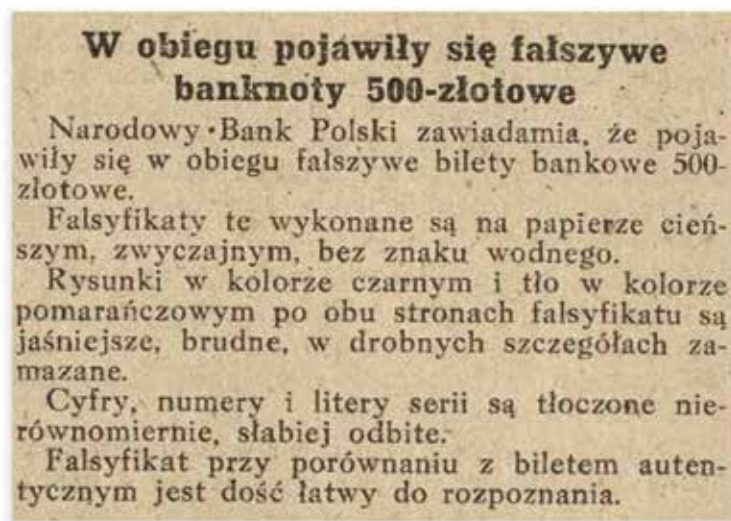 W obiegu pojawiły się fałszywe
banknoty 500-złotowe
Narodowy Bank Polski zawiadamia, że poja-
wiły się w obiegu fałszywe bilety bankowe 500-
złotowe.
Falsyfikaty te wykonane są na papierze cień-
szym, zwyczajnym, bez znaku wodnego.
Rysunki w kolorze czarnym i tło w kolorze
pomarańczowym po obu stronach falsyfikatu są
jaśniejsze, brudne, w drobnych szczegółach za-
mazane.
Cyfry, numery i litery serii są tłoczone nie-
równomiernie, słabiej odbite.
Falsyfikat przy porównaniu z biletem auten-
tycznym jest dość łatwy do rozpoznania.